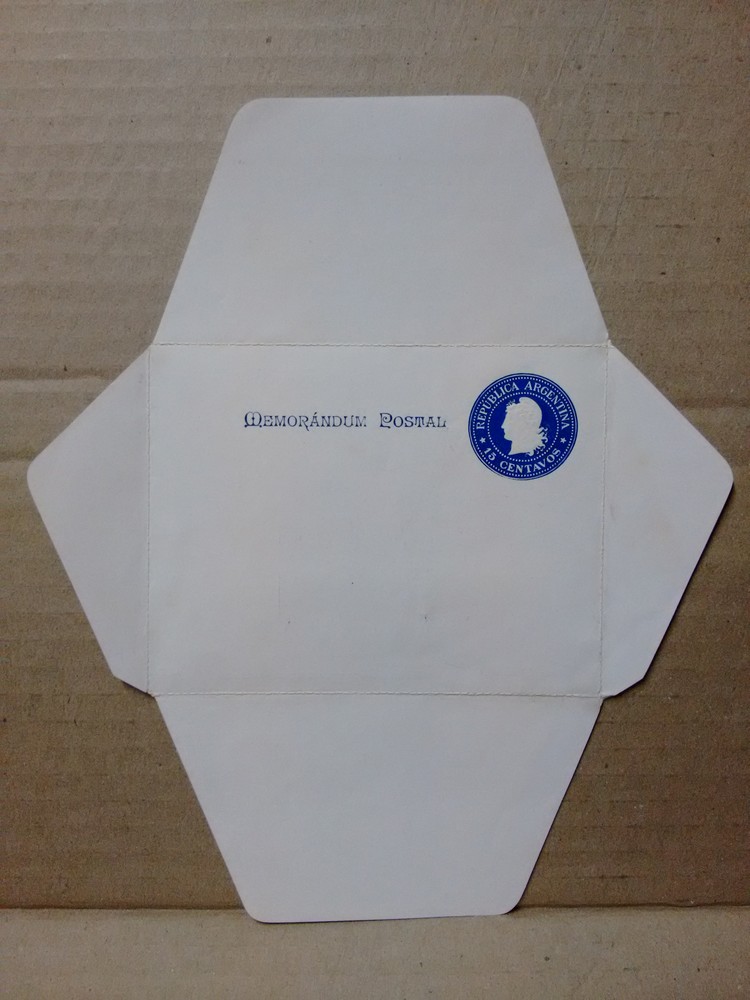 MEMORÁNDUM POSTAL
REPUBLICA ARGENTINA
★ 15 CENTAVOS ★